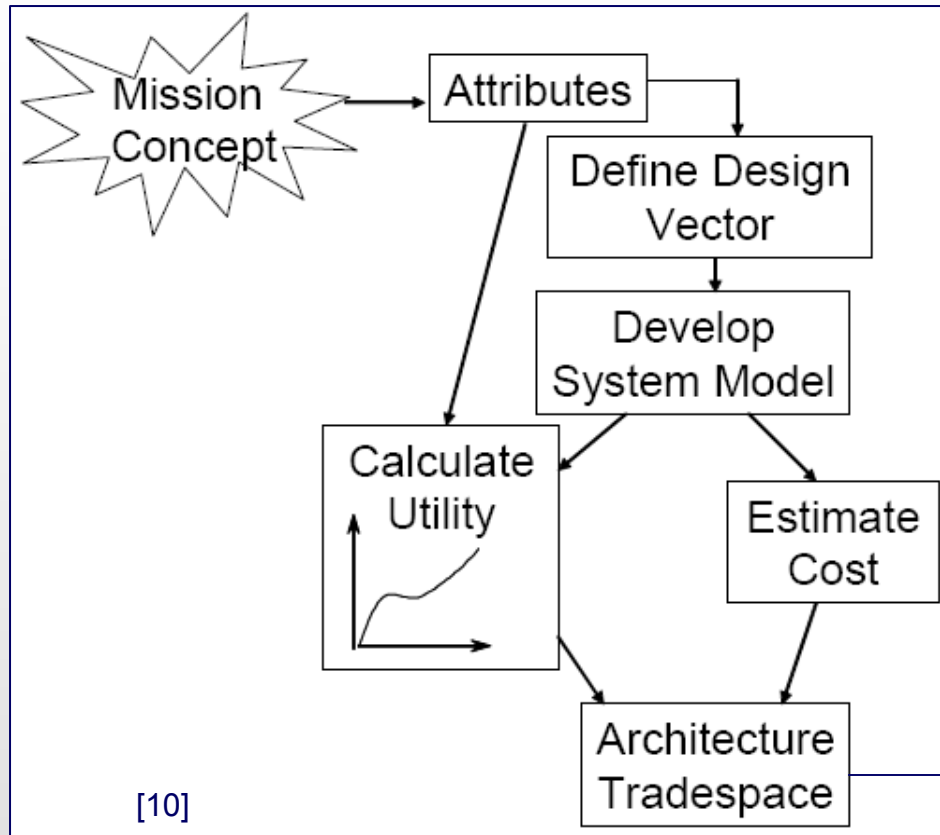 Mission
Concept
Attributes
Define Design
Vector
Develop
System Model
Calculate
Utility
Estimate
Cost
Architecture
Tradespace
[10]